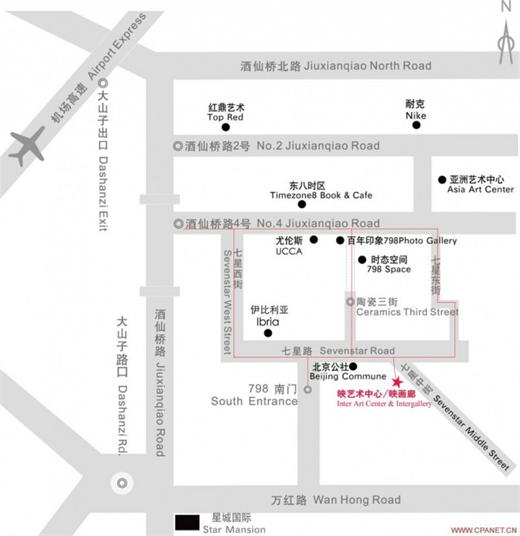 N
酒仙桥北路 Jiuxianqiao North Road
机场高速 Airport Express
大山子出口 Dashanzi Exit
红鼎艺术
Top Red
耐克
Nike
酒仙桥路2号 No.2 Jiuxianqiao Road
东八时区
Timezone8 Book & Cafe
亚洲艺术中心
Asia Art Center
酒仙桥路4号 No.4 Jiuxianqiao Road
尤伦斯
UCCA
百年印象798Photo Gallery
时态空间
798 Space
七星西街
Sevenstar West Street
七星东街
陶瓷三街
Ceramics Third Street
伊比利亚
Ibria
酒仙桥路 Jiuxianqiao Road
大山子路口 Dashanzi Rd.
七星路 Sevenstar Road
北京公社
Beijing Commune
798 南门
South Entrance
映艺术中心/映画廊
Inter Art Center & Intergallery
七星中街 Sevenstar Middle Street
万红路 Wan Hong Road
星城国际
Star Mansion
WWW.CPANET.CN